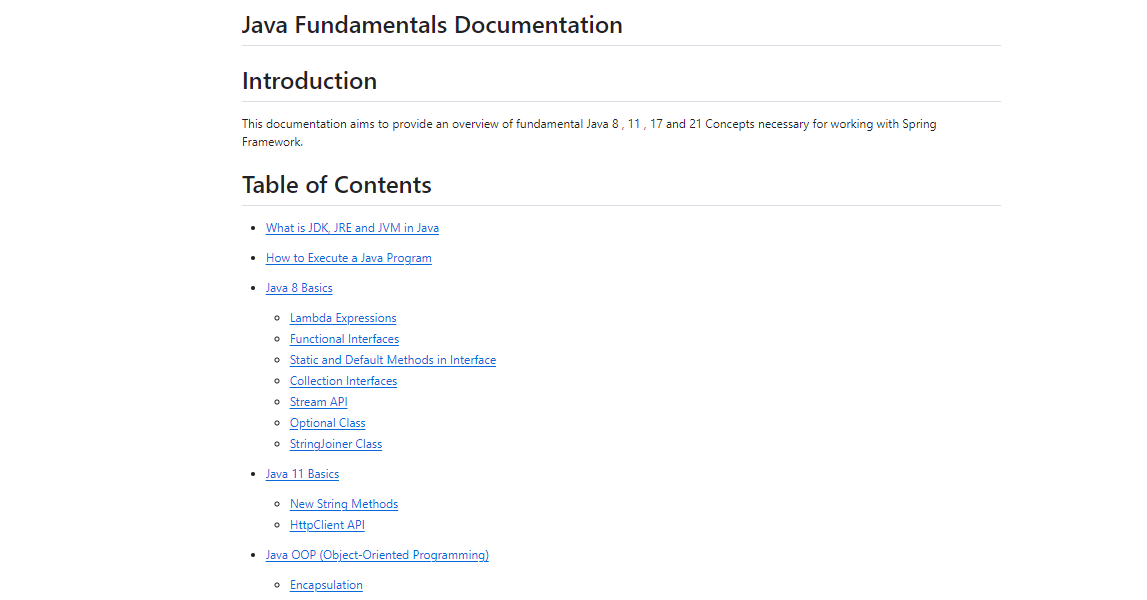 Java Fundamentals Documentation
Introduction
This documentation aims to provide an overview of fundamental Java 8 , 11 , 17 and 21 Concepts necessary for working with Spring
Framework.
Table of Contents
What is JDK, JRE and JVM in Java
How to Execute a Java Program
Java 8 Basics
Lambda Expressions
Functional Interfaces
Static and Default Methods in Interface
Collection Interfaces
Stream API
Optional Class
StringJoiner Class
Java 11 Basics
New String Methods
HttpClient API
Java OOP (Object-Oriented Programming)
Encapsulation